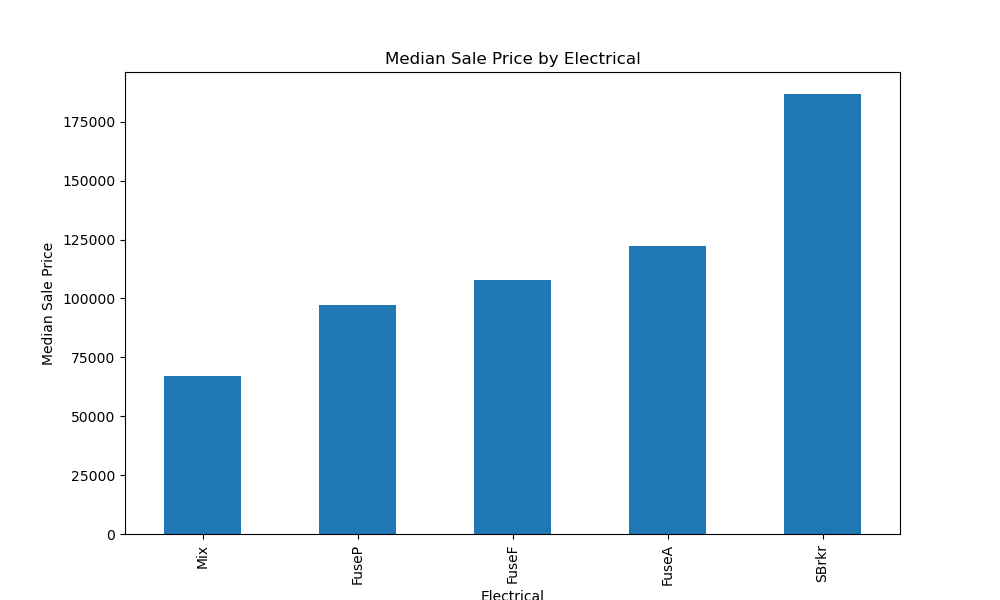 Median Sale Price by Electrical
Median Sale Price
175000
150000
125000
100000
75000
50000
25000
0
Mix
FuseP
FuseF
FuseA
SBrkr
Electrical